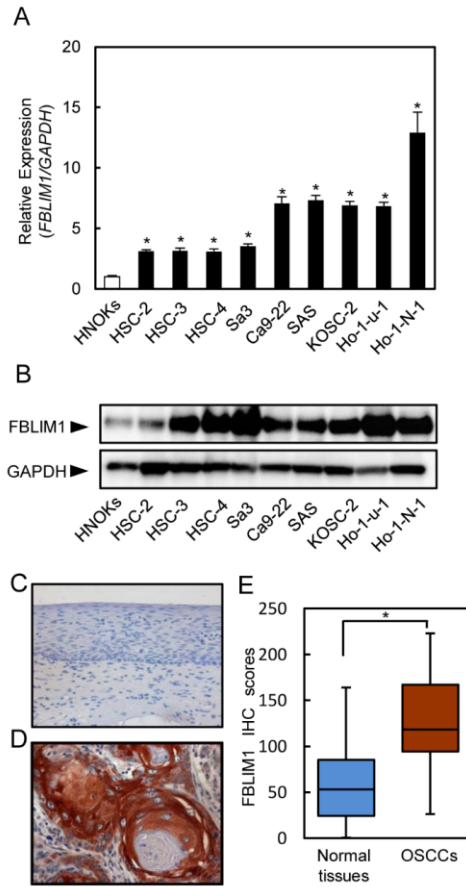 A
Relative Expression
(FBLIM1/GAPDH)
20
15
10
5
0
* * * * * * * * *
HNOKs HSC-2 HSC-3 HSC-4 Sa3 Ca9-22 SAS KOSC-2 Ho-1-u-1 Ho-1-N-1
B
FBLIM1
GAPDH
HNOKs HSC-2 HSC-3 HSC-4 Sa3 Ca9-22 SAS KOSC-2 Ho-1-u-1 Ho-1-N-1
C
D
E
FBLIM1 IHC scores
250
200
150
100
50
0
*
Normal tissues OSCCs